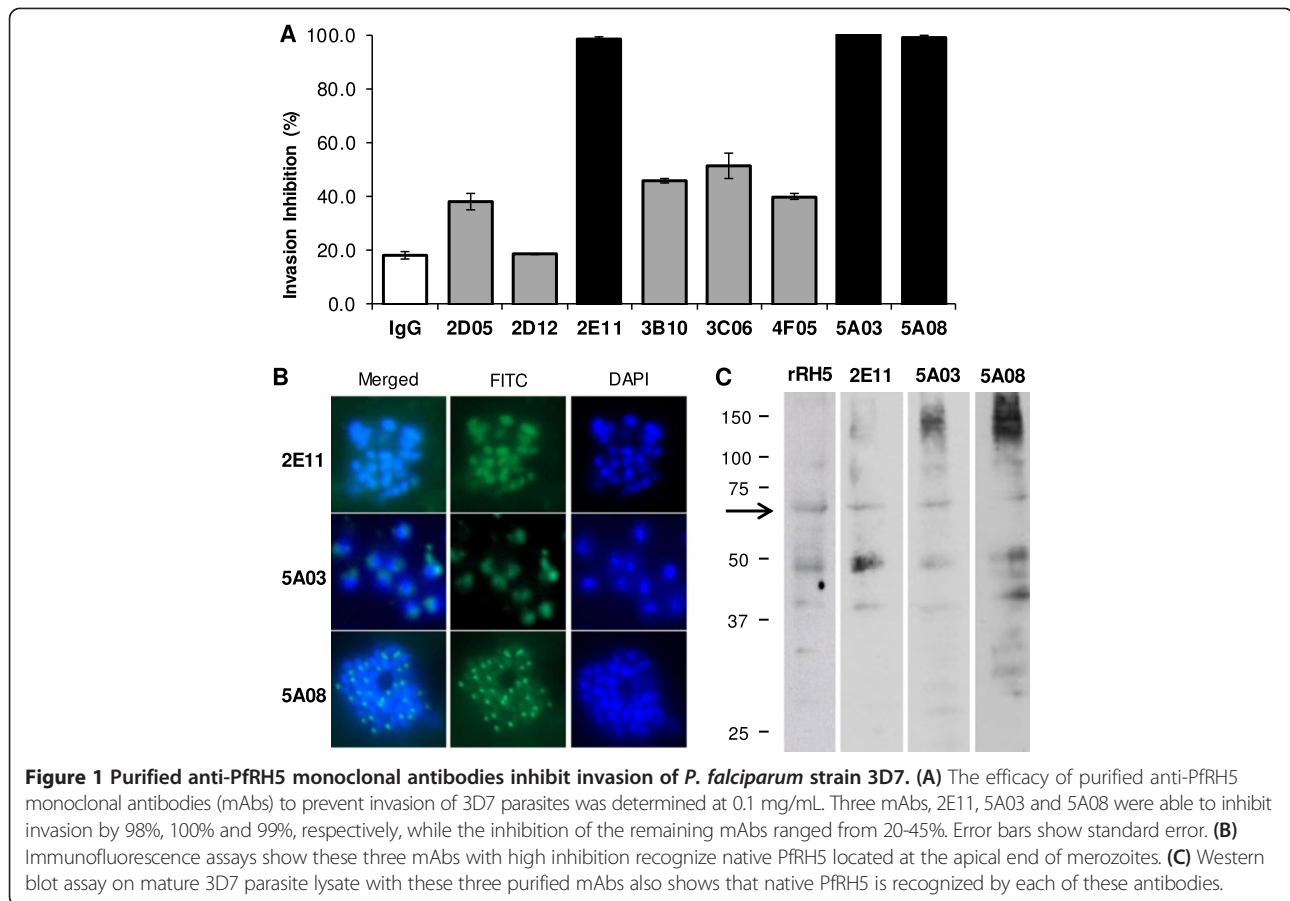 A
100.0
80.0
60.0
40.0
20.0
0.0
Invasion Inhibition (%)
IgG 2D05 2D12 2E11 3B10 3C06 4F05 5A03 5A08
B
Merged FITC DAPI
2E11
5A03
5A08
C
rRH5 2E11 5A03 5A08
150
100
75
50
37
25
Figure 1 Purified anti-PfRH5 monoclonal antibodies inhibit invasion of P. falciparum strain 3D7. (A) The efficacy of purified anti-PfRH5
monoclonal antibodies (mAbs) to prevent invasion of 3D7 parasites was determined at 0.1 mg/mL. Three mAbs, 2E11, 5A03 and 5A08 were able to inhibit
invasion by 98%, 100% and 99%, respectively, while the inhibition of the remaining mAbs ranged from 20-45%. Error bars show standard error. (B)
Immunofluorescence assays show these three mAbs with high inhibition recognize native PfRH5 located at the apical end of merozoites. (C) Western
blot assay on mature 3D7 parasite lysate with these three purified mAbs also shows that native PfRH5 is recognized by each of these antibodies.